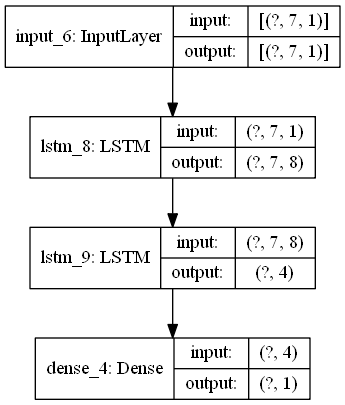 input_6: InputLayer
input: [(?, 7, 1)]
output: [(?, 7, 1)]
lstm_8: LSTM
input: (?, 7, 1)
output: (?, 7, 8)
lstm_9: LSTM
input: (?, 7, 8)
output: (?, 4)
dense_4: Dense
input: (?, 4)
output: (?, 1)